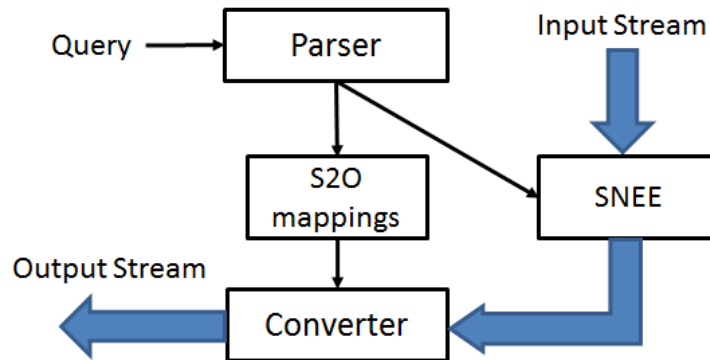 Query
Parser
Input Stream
S2O
mappings
SNEE
Output Stream
Converter